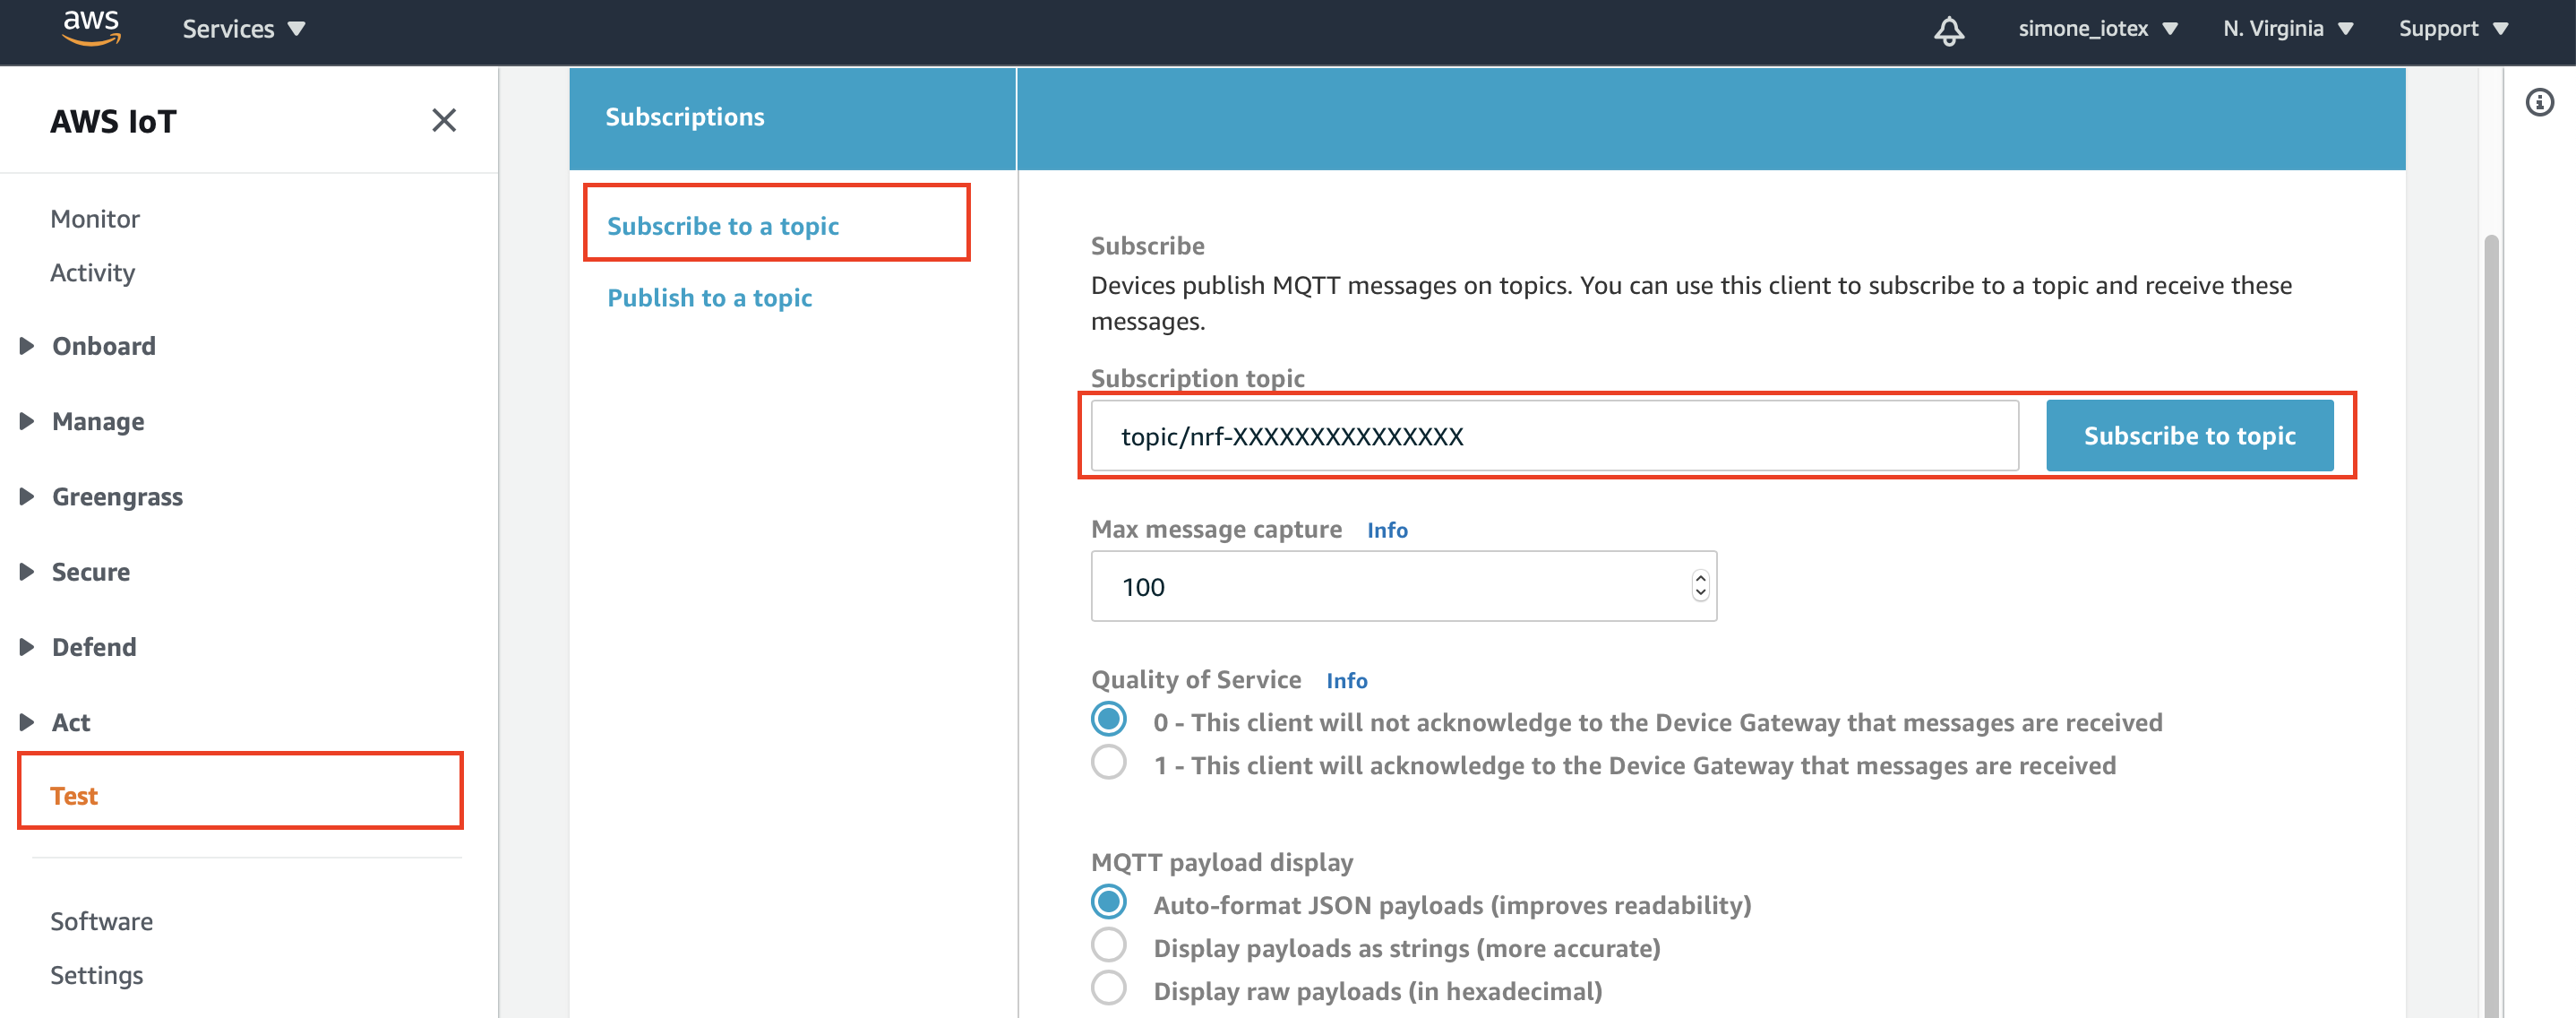 aws
Services
simone_iotex
N. Virginia
Support
AWS IoT
Monitor
Activity
Onboard
Manage
Greengrass
Secure
Defend
Act
Test
Software
Settings
Subscriptions
Subscribe to a topic
Publish to a topic
Subscribe
Devices publish MQTT messages on topics. You can use this client to subscribe to a topic and receive these
messages.
Subscription topic
topic/nrf-XXXXXXXXXXXXXXX
Subscribe to topic
Max message capture Info
100
Quality of Service Info
0 - This client will not acknowledge to the Device Gateway that messages are received
1 - This client will acknowledge to the Device Gateway that messages are received
MQTT payload display
Auto-format JSON payloads (improves readability)
Display payloads as strings (more accurate)
Display raw payloads (in hexadecimal)